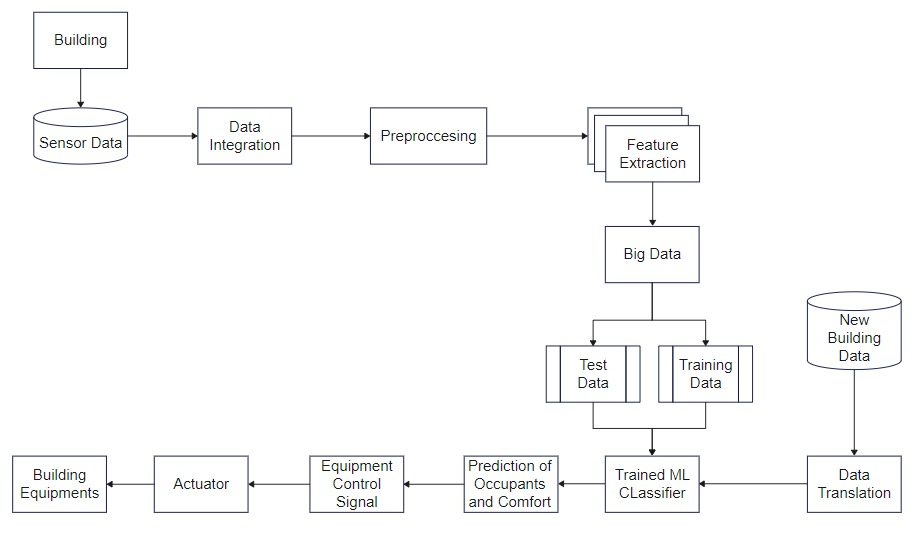 Building
Sensor Data
Data
Integration
Preproccesing
Feature
Extraction
Big Data
New
Building
Data
Test
Data
Training
Data
Building
Equipments
Actuator
Equipment
Control
Signal
Prediction of
Occupants
and Comfort
Trained ML
CLassifier
Data
Translation